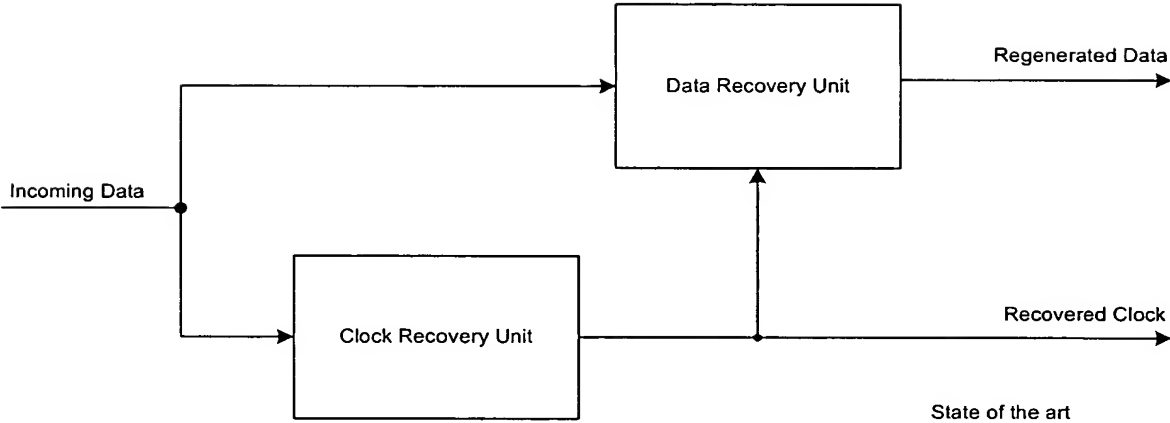 Regenerated Data
Data Recovery Unit
Incoming Data
Recovered Clock
Clock Recovery Unit
State of the art